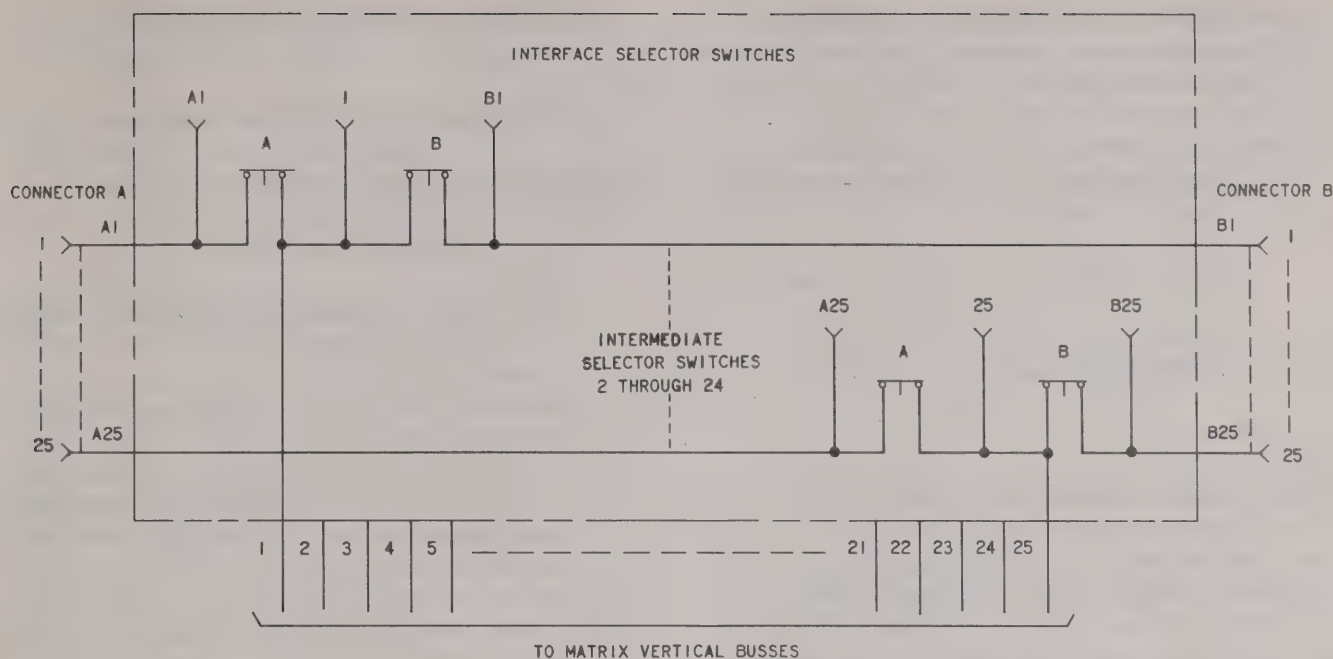 INTERFACE SELECTOR SWITCHES
A1 1 B1
A B
CONNECTOR A CONNECTOR B
A1 B1
1 1
A25 25 B25
INTERMEDIATE
SELECTOR SWITCHES
2 THROUGH 24
A B
A25 B25
25 25
1 2 3 4 5 21 22 23 24 25
TO MATRIX VERTICAL BUSSES